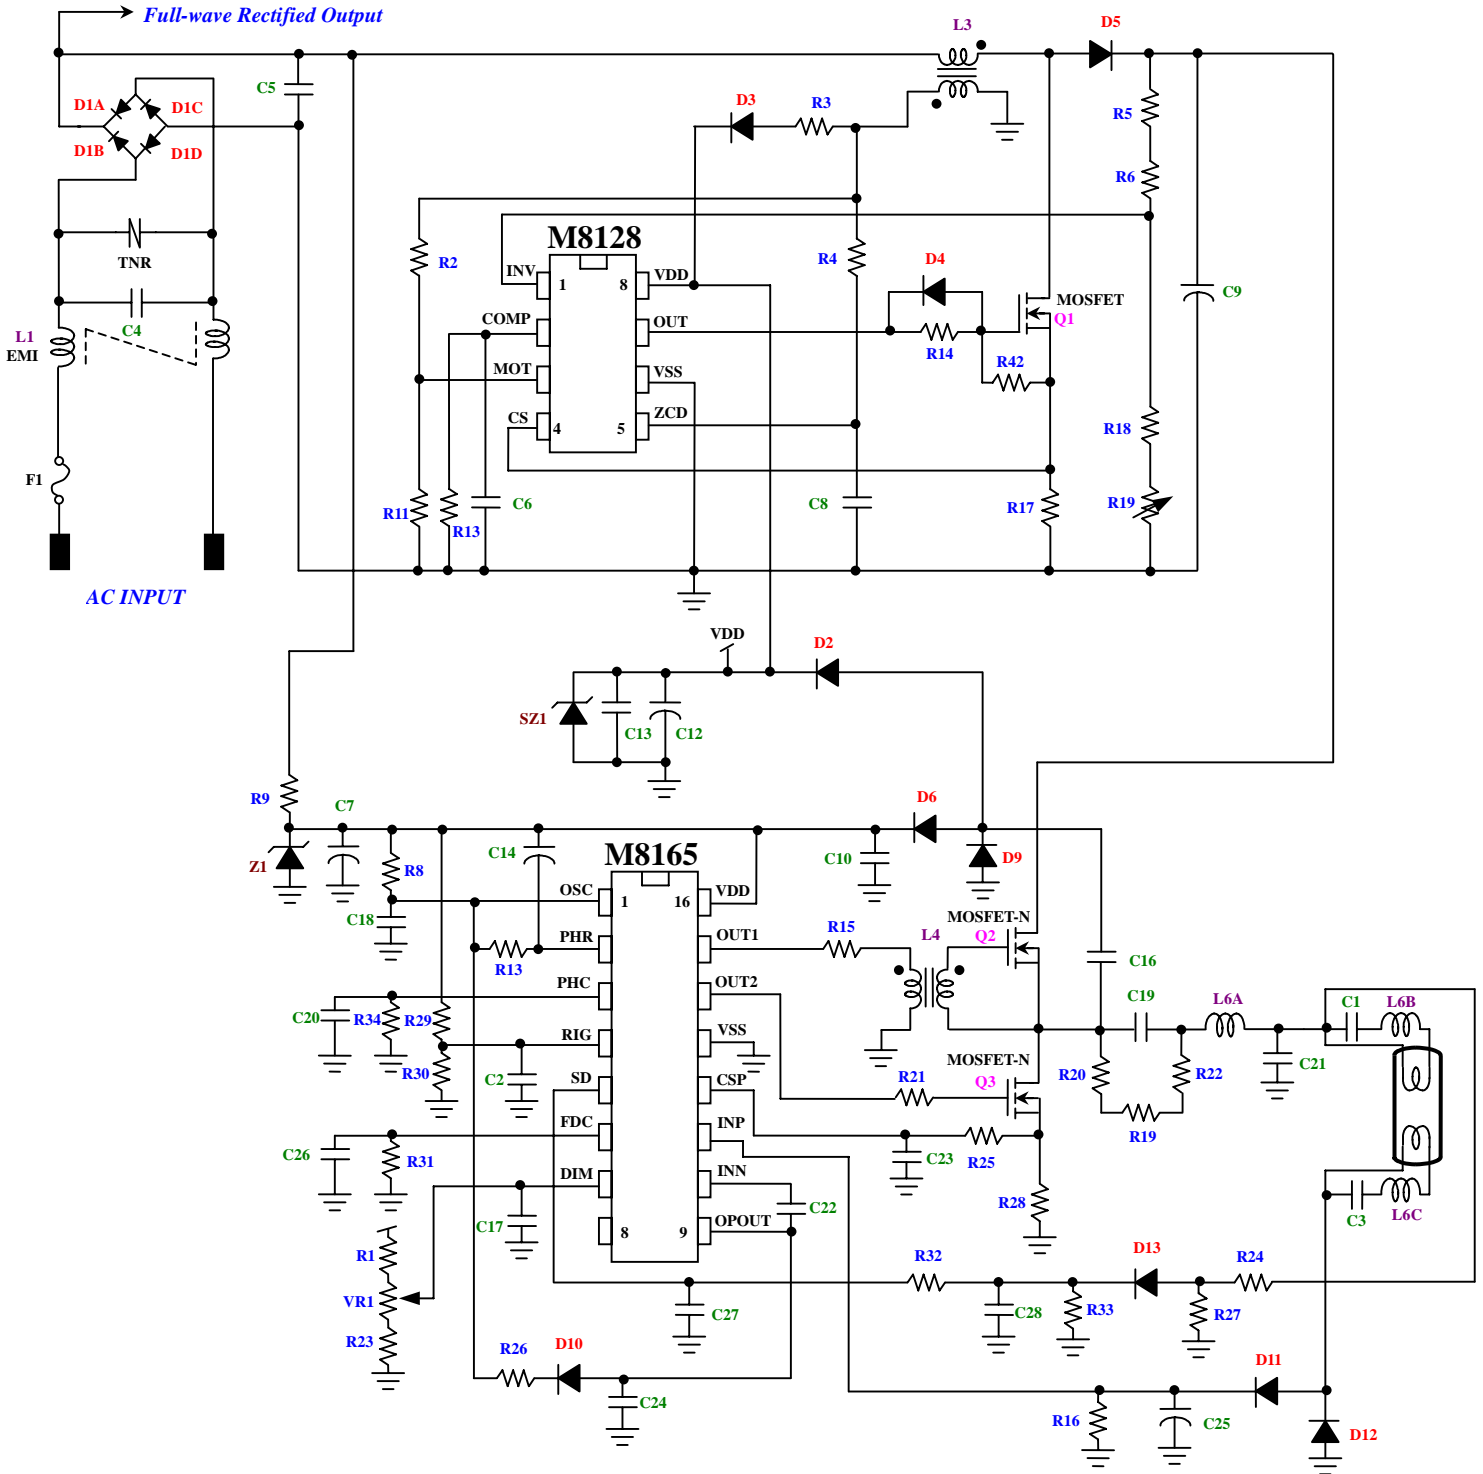 Full-wave Rectified Output
L3
D5
C5
D1A
D1C
D3
R3
R5
D1B
D1D
R6
M8128
TNR
R2
INV
1
8
VDD
R4
D4
MOSFET
C9
C4
L1
EMI
COMP
OUT
Q1
R14
MOT
VSS
R42
CS
4
5
ZCD
R18
F1
R11
R13
C6
C8
R17
R19
AC INPUT
VDD
D2
SZ1
C13
C12
R9
C7
D6
Z1
R8
C14
M8165
C10
D9
OSC
1
16
VDD
C18
MOSFET-N
PHR
OUT1
R15
L4
Q2
R13
C16
PHC
OUT2
C20
R34
R29
C19
L6A
C1
L6B
RIG
VSS
MOSFET-N
R30
C2
SD
CSP
R21
Q3
R20
R22
C21
FDC
INP
R19
C26
R31
C23
R25
DIM
INN
C17
8
9
OPOUT
C22
R28
C3
L6C
R1
R32
D13
R24
VR1
C27
C28
R33
R27
R23
R26
D10
D11
C24
R16
C25
D12